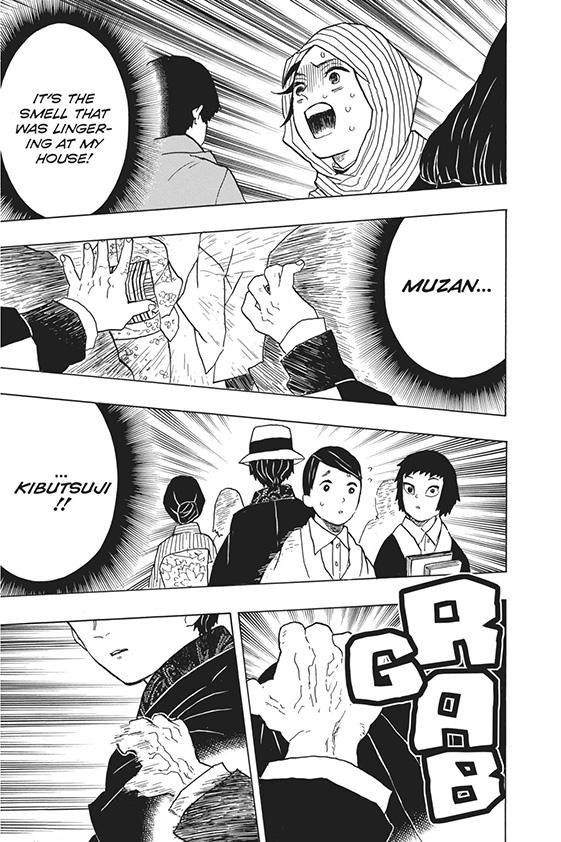 IT'S THE
SMELL THAT
WAS LINGER-
ING AT MY
HOUSE!
MUZAN...
...
KIBUTSUJI
!!
GRAB